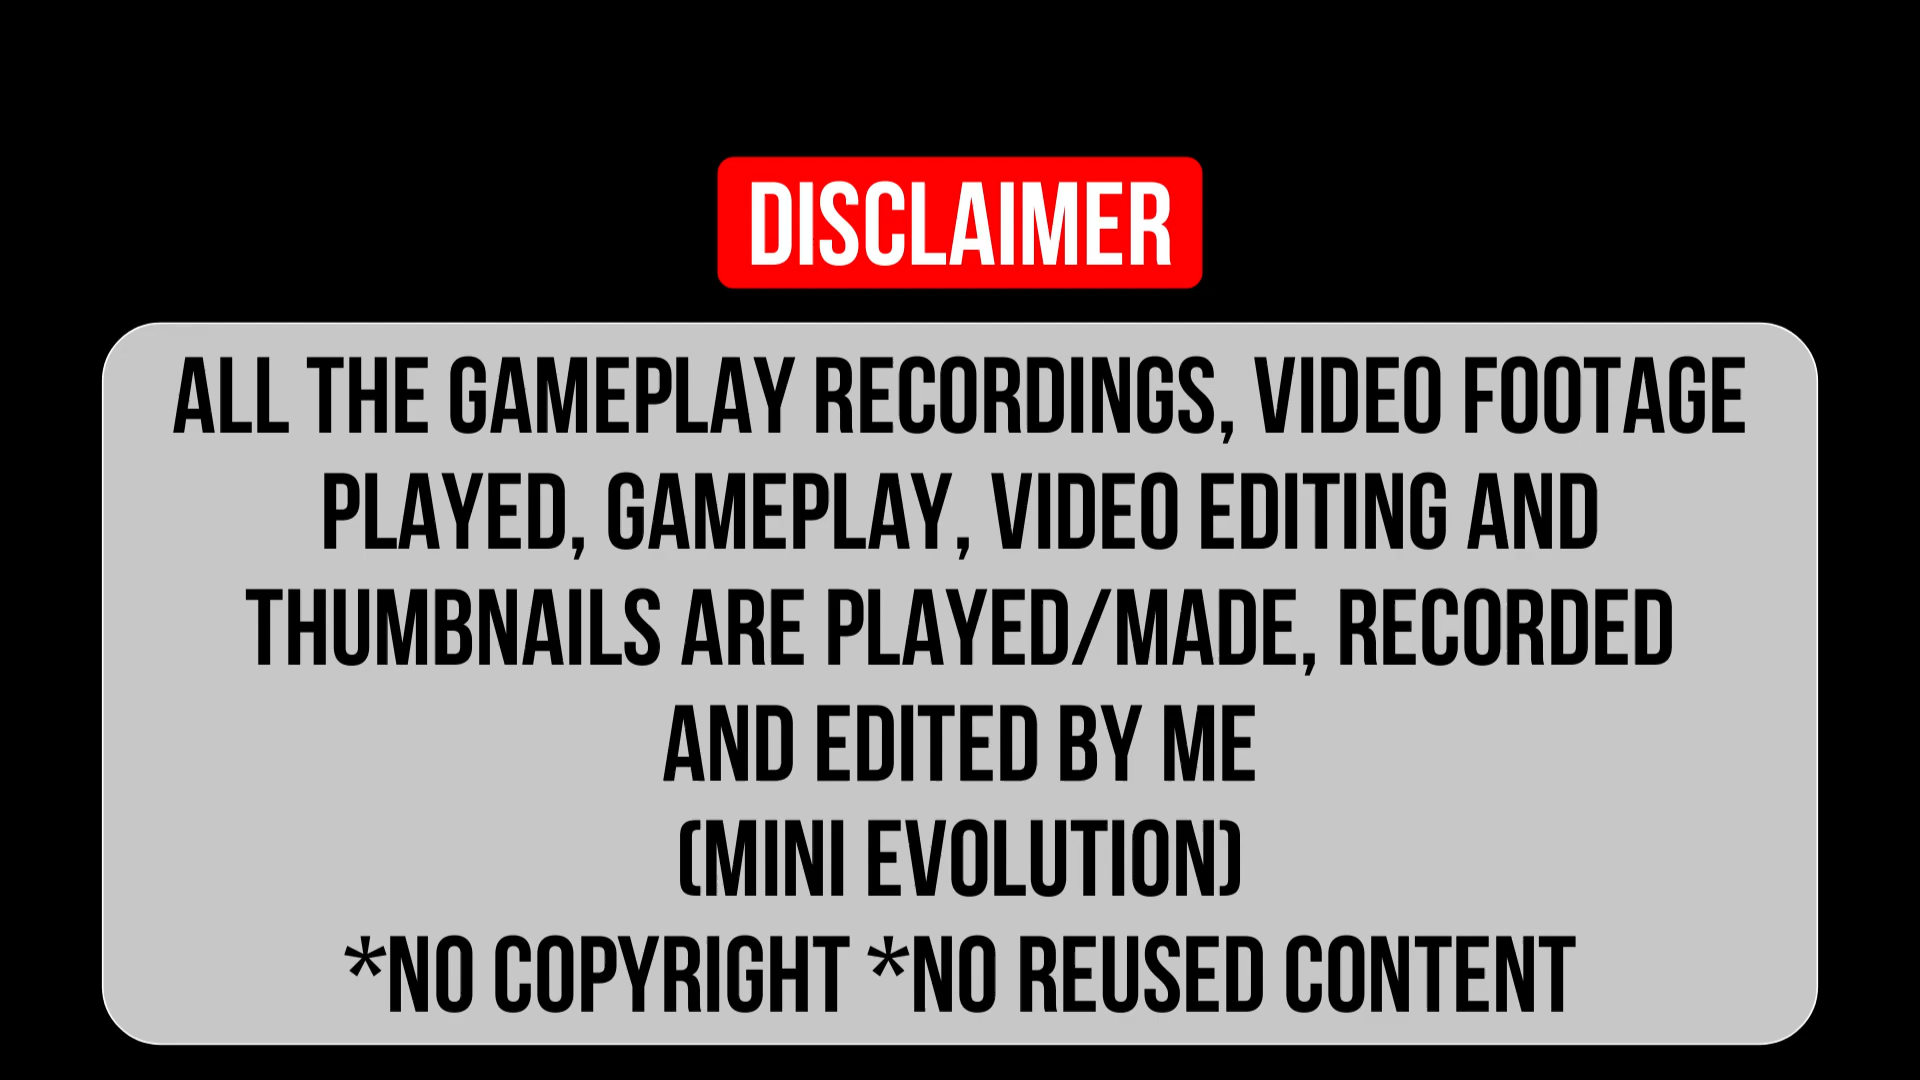 DISCLAIMER
ALL THE GAMEPLAY RECORDINGS, VIDEO FOOTAGE
PLAYED, GAMEPLAY, VIDEO EDITING AND
THUMBNAILS ARE PLAYED/MADE, RECORDED
AND EDITED BY ME
(MINI EVOLUTION)
*NO COPYRIGHT *NO REUSED CONTENT